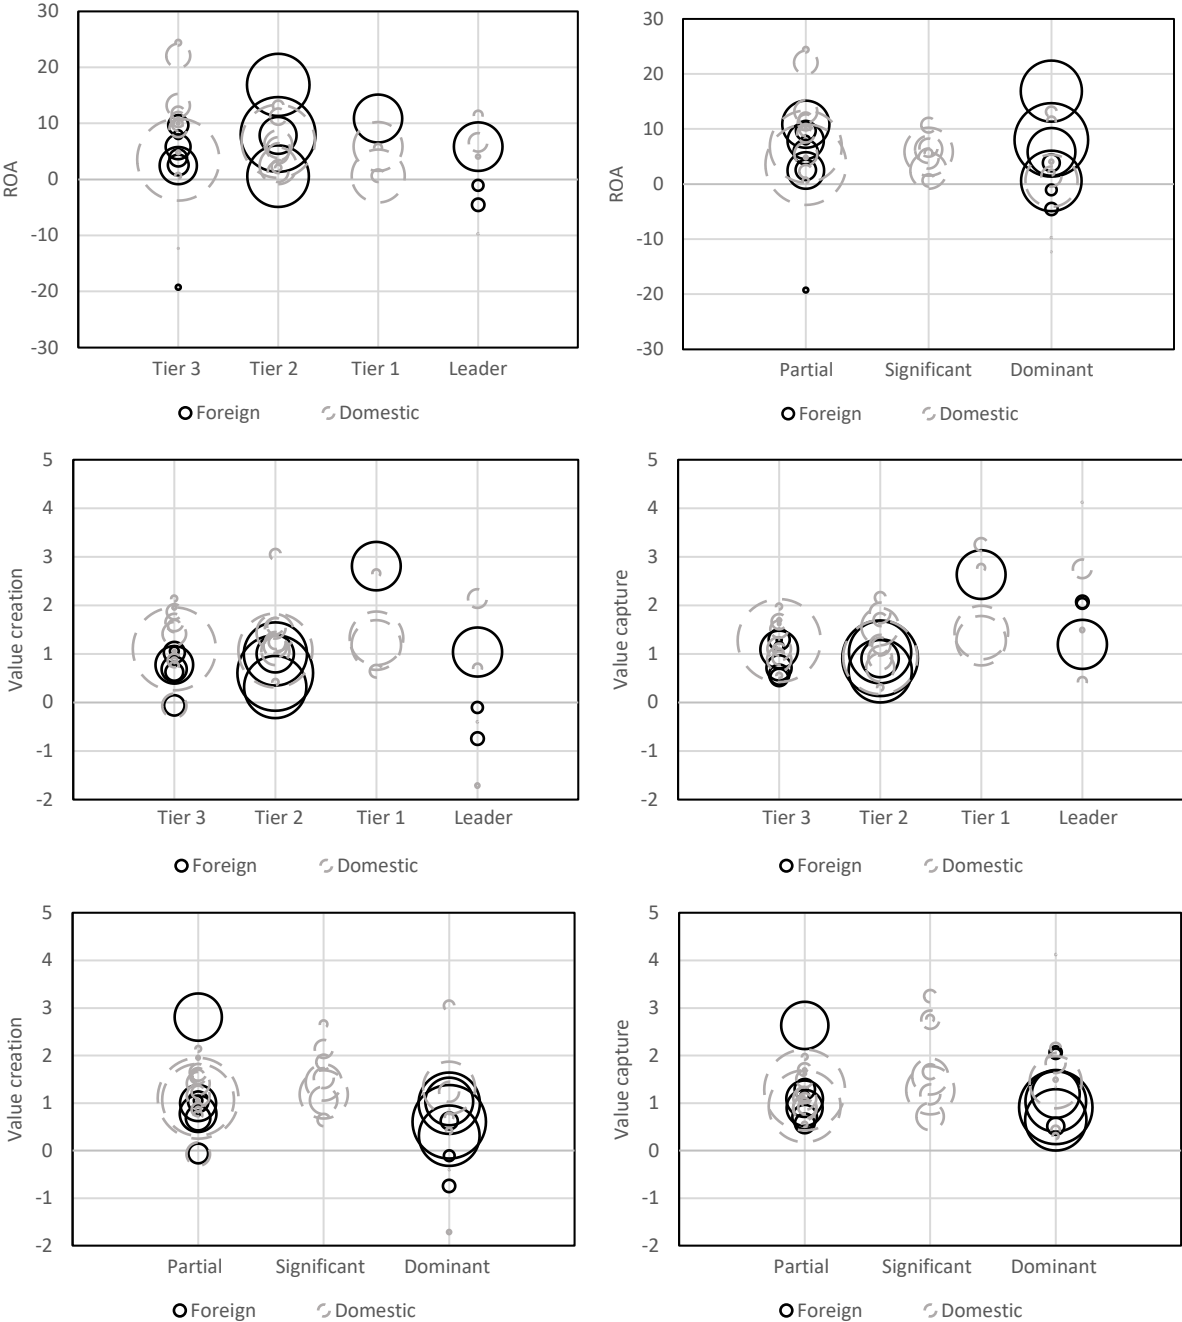 30
20
10
0
-10
-20
-30
ROA
Tier 3 Tier 2 Tier 1 Leader
Foreign Domestic
30
20
10
0
-10
-20
-30
ROA
Partial Significant Dominant
Foreign Domestic
5
4
3
2
1
0
-1
-2
Value creation
Tier 3 Tier 2 Tier 1 Leader
Foreign Domestic
5
4
3
2
1
0
-1
-2
Value capture
Tier 3 Tier 2 Tier 1 Leader
Foreign Domestic
5
4
3
2
1
0
-1
-2
Value creation
Partial Significant Dominant
Foreign Domestic
5
4
3
2
1
0
-1
-2
Value capture
Partial Significant Dominant
Foreign Domestic